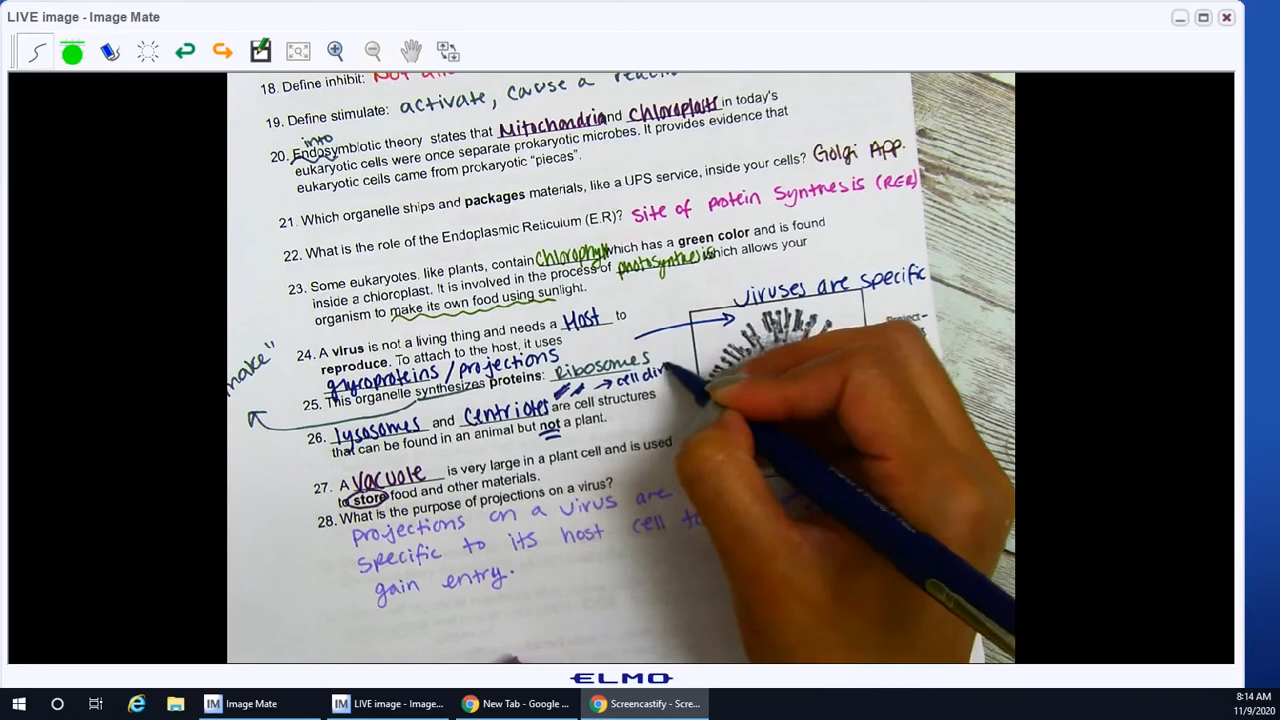 LIVE image - Image Mate
18. Define inhibit: Not
19. Define stimulate: activate, cause a
into
20. Endosymbiotic theory states that Mitochondria and chloroplasts in today's
eukaryotic cells were once separate prokaryotic microbes. It provides evidence that
eukaryotic cells came from prokaryotic "pieces".
21. Which organelle ships and packages materials, like a UPS service, inside your cells? Golgi App.
22. What is the role of the Endoplasmic Reticulum (E.R)? site of protein synthesis (RER)
23. Some eukaryotes, like plants, contain chlorophyll which has a green color and is found
inside a chloroplast. It is involved in the process of photosynthesis which allows your
organism to make its own food using sunlight.
viruses are specific
24. A virus is not a living thing and needs a Host to
reproduce. To attach to the host, it uses
glycoproteins / projections
Project-
make"
25. This organelle synthesizes proteins: Ribosomes
→ cell div
26. lysosomes and centrioles are cell structures
that can be found in an animal but not a plant.
27. A vacuole is very large in a plant cell and is used
to store food and other materials.
28. What is the purpose of projections on a virus?
Projections on a virus are
specific to its host cell to
gain entry.
ELMO
Image Mate
LIVE image - Image...
New Tab - Google ...
Screencastify - Scre...
8:14 AM
11/9/2020